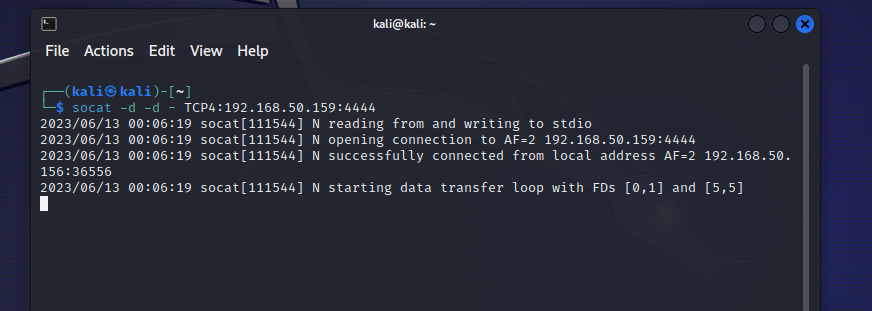 kali@kali: ~
File Actions Edit View Help
┌──(kali㉿kali)-[~]
└─$ socat -d -d - TCP4:192.168.50.159:4444
2023/06/13 00:06:19 socat[111544] N reading from and writing to stdio
2023/06/13 00:06:19 socat[111544] N opening connection to AF=2 192.168.50.159:4444
2023/06/13 00:06:19 socat[111544] N successfully connected from local address AF=2 192.168.50.
156:36556
2023/06/13 00:06:19 socat[111544] N starting data transfer loop with FDs [0,1] and [5,5]